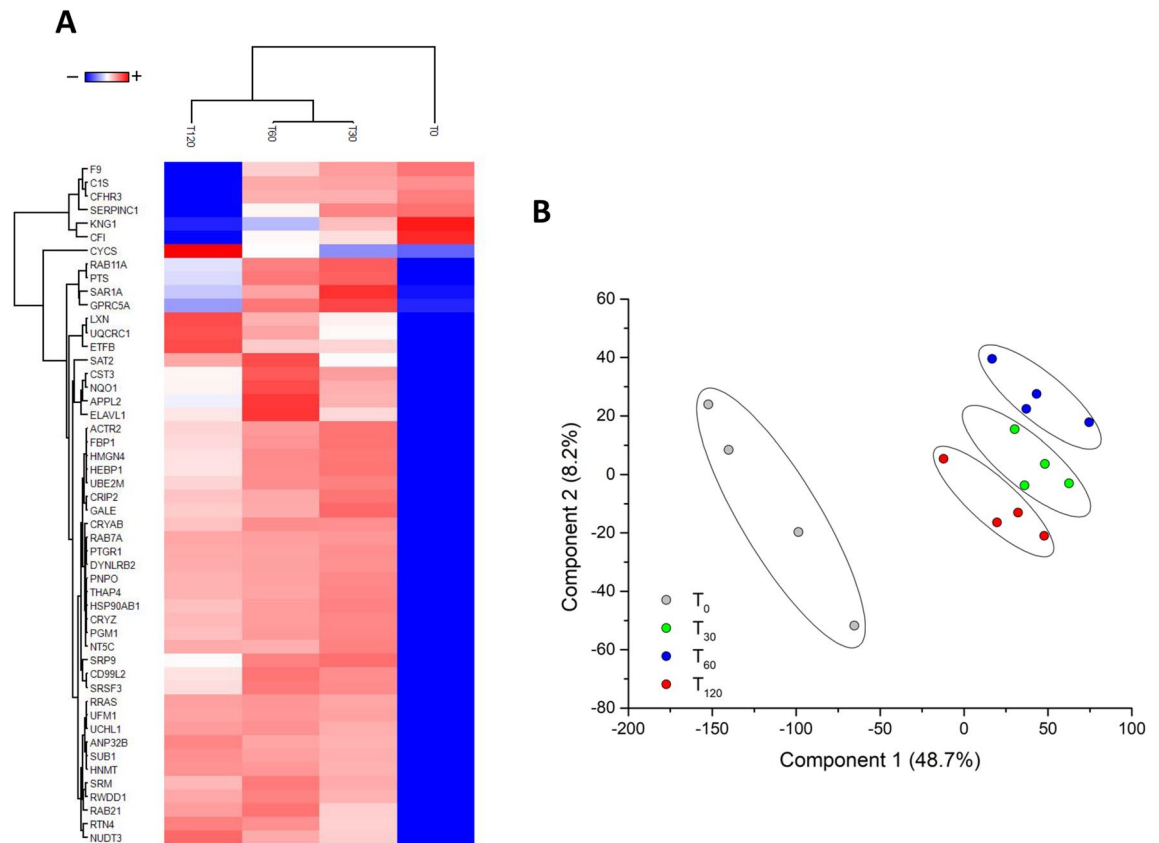 A
− +
T120 T60 T30 T0
F9
C1S
CFHR3
SERPINC1
KNG1
CFI
CYCS
RAB11A
PTS
SAR1A
GPRC5A
LXN
UQCRC1
ETFB
SAT2
CST3
NQO1
APPL2
ELAVL1
ACTR2
FBP1
HMGN4
HEBP1
UBE2M
CRIP2
GALE
CRYAB
RAB7A
PTGR1
DYNLRB2
PNPO
THAP4
HSP90AB1
CRYZ
PGM1
NT5C
SRP9
CD99L2
SRSF3
RRAS
UFM1
UCHL1
ANP32B
SUB1
HNMT
SRM
RWDD1
RAB21
RTN4
NUDT3
B
60
40
20
0
-20
-40
-60
-80
Component 2 (8.2%)
T0
T30
T60
T120
-200 -150 -100 -50 0 50 100
Component 1 (48.7%)